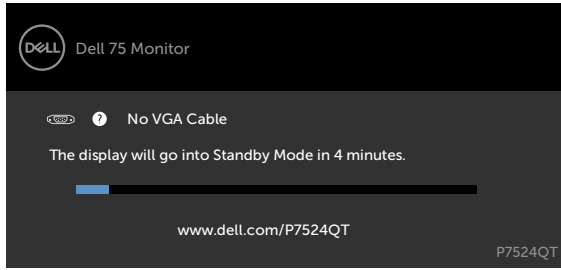 DELL
Dell 75 Monitor
? No VGA Cable
The display will go into Standby Mode in 4 minutes.
www.dell.com/P7524QT
P7524QT